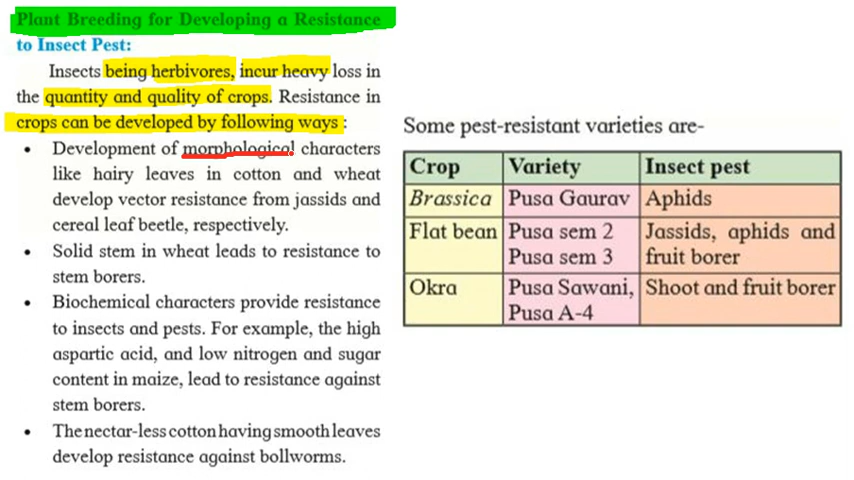 Plant Breeding for Developing a Resistance
to Insect Pest:
Insects being herbivores, incur heavy loss in
the quantity and quality of crops. Resistance in
crops can be developed by following ways :
• Development of morphological characters
like hairy leaves in cotton and wheat
develop vector resistance from jassids and
cereal leaf beetle, respectively.
• Solid stem in wheat leads to resistance to
stem borers.
• Biochemical characters provide resistance
to insects and pests. For example, the high
aspartic acid, and low nitrogen and sugar
content in maize, lead to resistance against
stem borers.
• The nectar-less cotton having smooth leaves
develop resistance against bollworms.
Some pest-resistant varieties are-
Crop Variety Insect pest
Brassica Pusa Gaurav Aphids
Flat bean Pusa sem 2 Jassids, aphids and
Pusa sem 3 fruit borer
Okra Pusa Sawani, Shoot and fruit borer
Pusa A-4